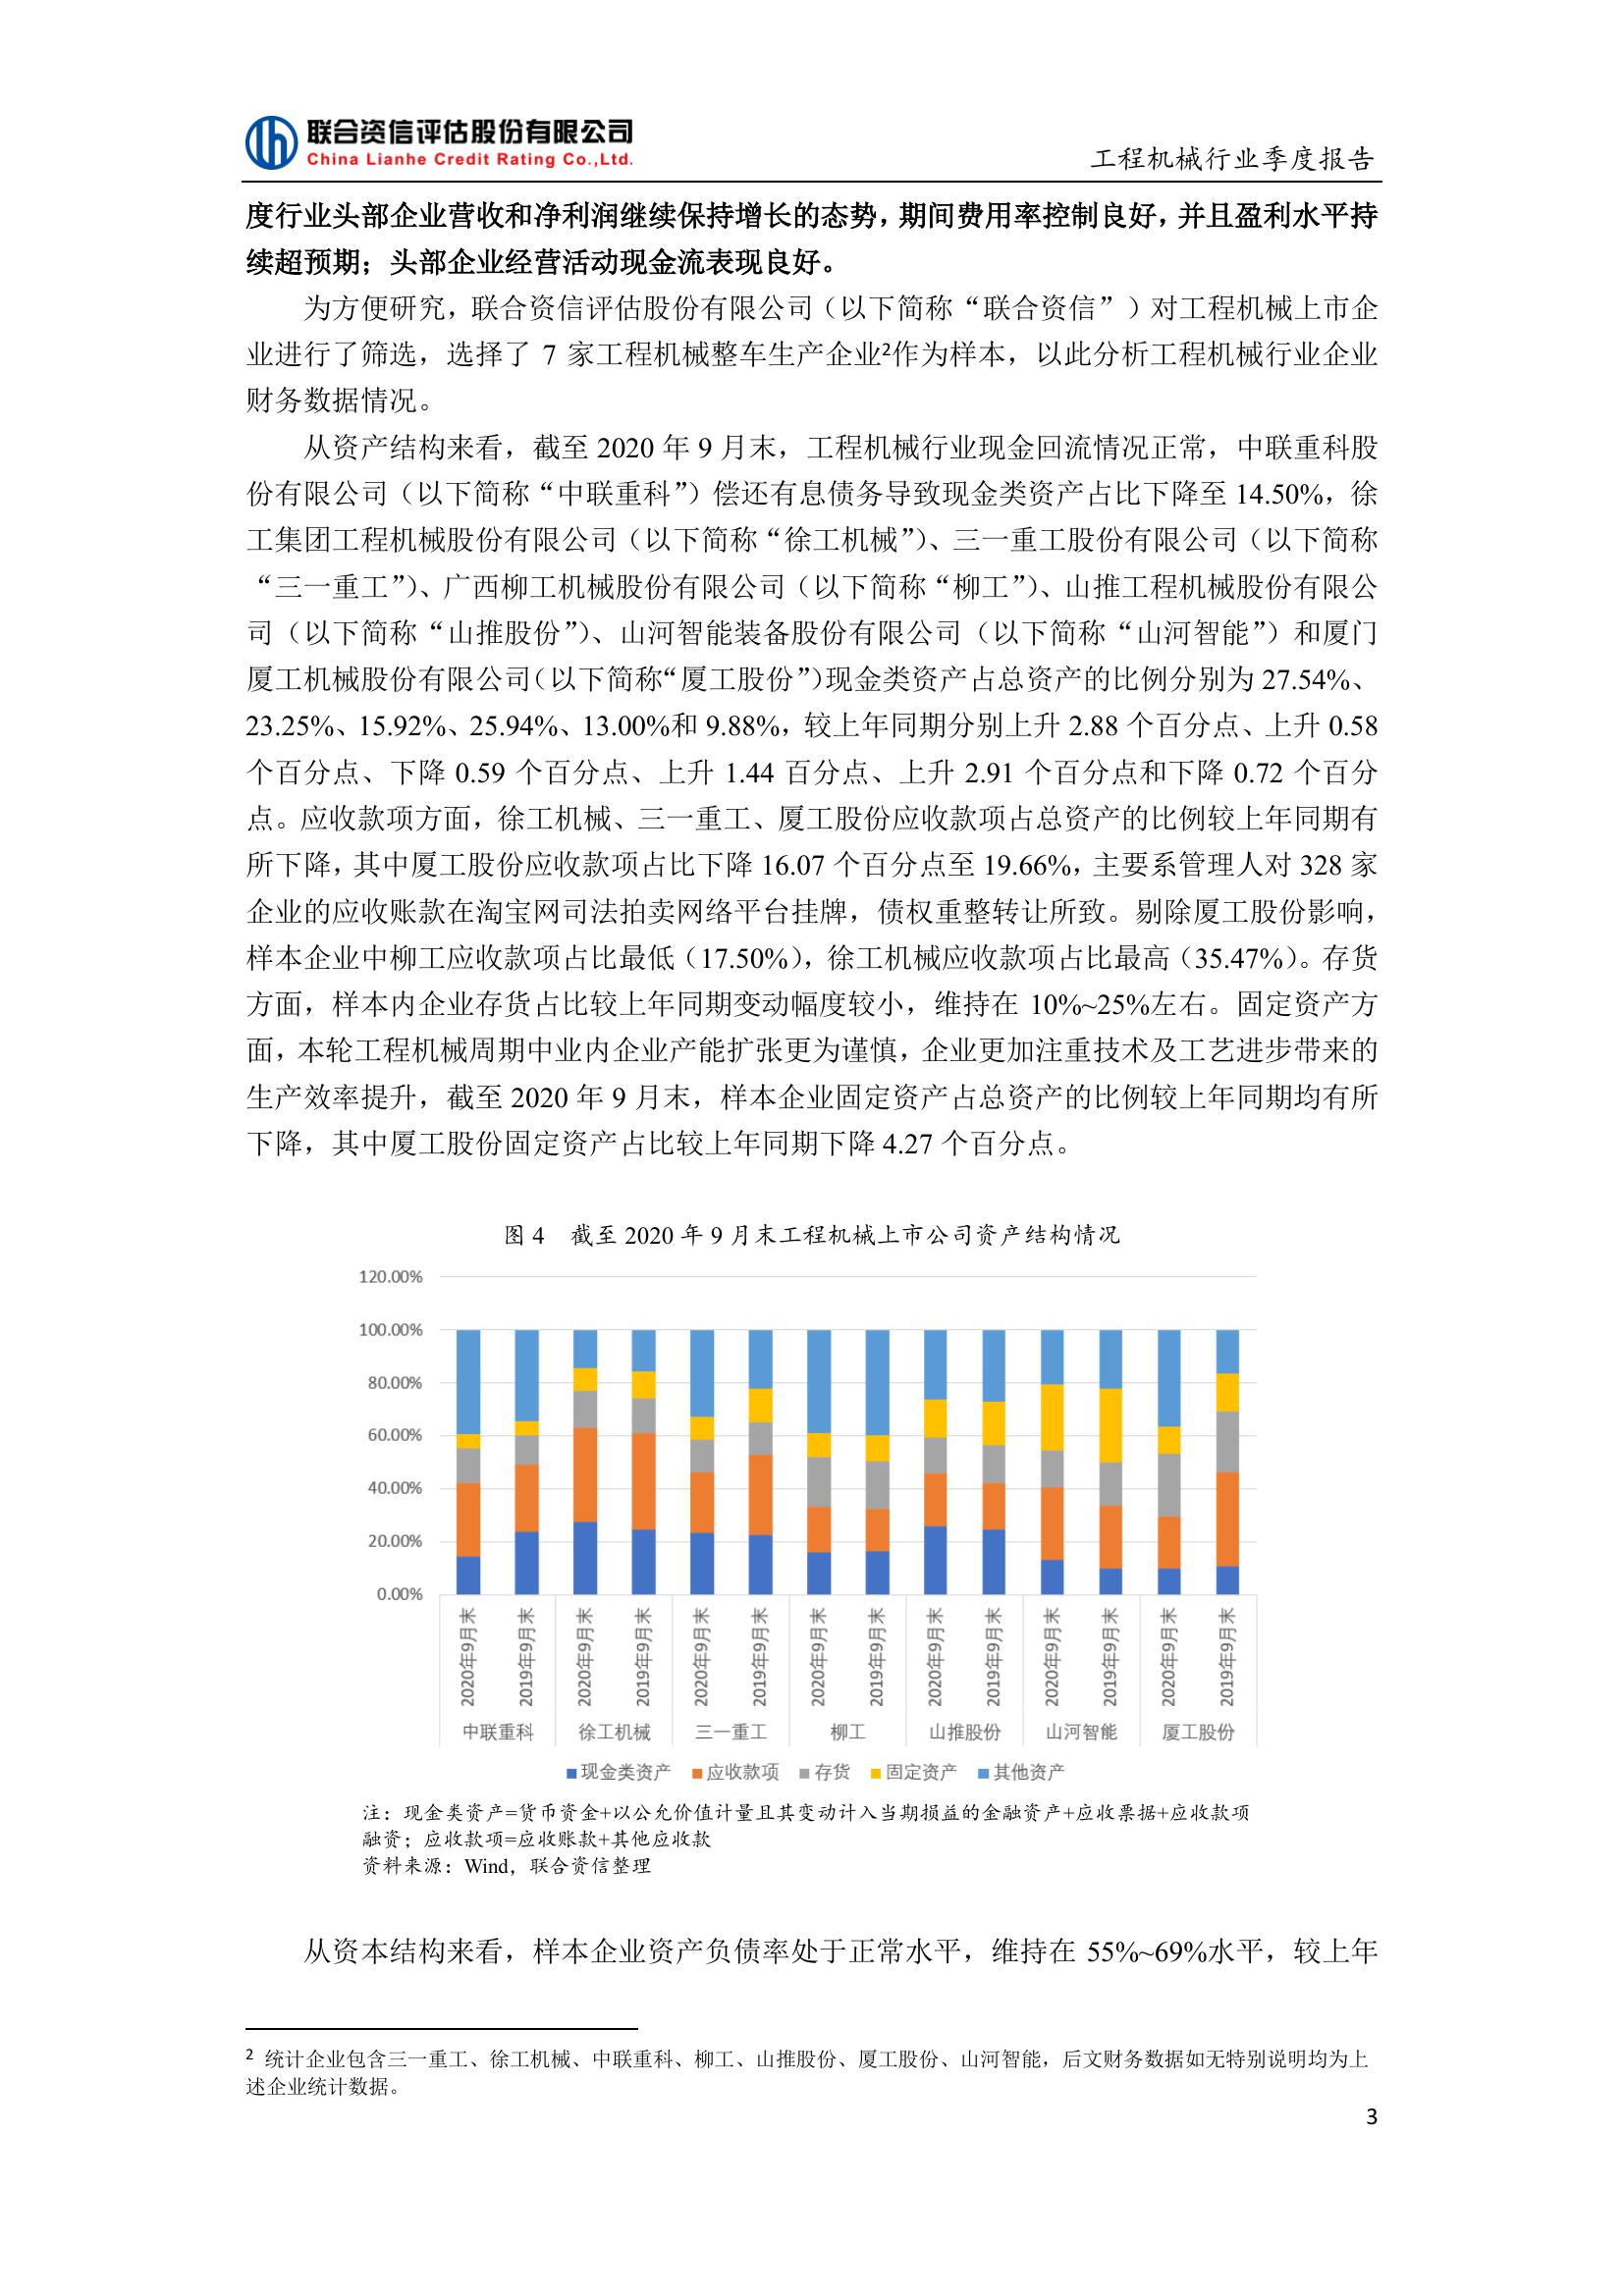 联合资信评估股份有限公司
China Lianhe Credit Rating Co.,Ltd.
工程机械行业季度报告
度行业头部企业营收和净利润继续保持增长的态势，期间费用率控制良好，并且盈利水平持
续超预期；头部企业经营活动现金流表现良好。
为方便研究，联合资信评估股份有限公司（以下简称“联合资信”）对工程机械上市企
业进行了筛选，选择了 7 家工程机械整车生产企业²作为样本，以此分析工程机械行业企业
财务数据情况。
从资产结构来看，截至 2020 年 9 月末，工程机械行业现金回流情况正常，中联重科股
份有限公司（以下简称“中联重科”）偿还有息债务导致现金类资产占比下降至 14.50%，徐
工集团工程机械股份有限公司（以下简称“徐工机械”）、三一重工股份有限公司（以下简称
“三一重工”）、广西柳工机械股份有限公司（以下简称“柳工”）、山推工程机械股份有限公
司（以下简称“山推股份”）、山河智能装备股份有限公司（以下简称“山河智能”）和厦门
厦工机械股份有限公司（以下简称“厦工股份”）现金类资产占总资产的比例分别为 27.54%、
23.25%、15.92%、25.94%、13.00%和 9.88%，较上年同期分别上升 2.88 个百分点、上升 0.58
个百分点、下降 0.59 个百分点、上升 1.44 百分点、上升 2.91 个百分点和下降 0.72 个百分
点。应收款项方面，徐工机械、三一重工、厦工股份应收款项占总资产的比例较上年同期有
所下降，其中厦工股份应收款项占比下降 16.07 个百分点至 19.66%，主要系管理人对 328 家
企业的应收账款在淘宝网司法拍卖网络平台挂牌，债权重整转让所致。剔除厦工股份影响，
样本企业中柳工应收款项占比最低（17.50%），徐工机械应收款项占比最高（35.47%）。存货
方面，样本内企业存货占比较上年同期变动幅度较小，维持在 10%~25%左右。固定资产方
面，本轮工程机械周期中业内企业产能扩张更为谨慎，企业更加注重技术及工艺进步带来的
生产效率提升，截至 2020 年 9 月末，样本企业固定资产占总资产的比例较上年同期均有所
下降，其中厦工股份固定资产占比较上年同期下降 4.27 个百分点。
图 4　截至 2020 年 9 月末工程机械上市公司资产结构情况
120.00%
100.00%
80.00%
60.00%
40.00%
20.00%
0.00%
2020年9月末 2019年9月末 2020年9月末 2019年9月末 2020年9月末 2019年9月末 2020年9月末 2019年9月末 2020年9月末 2019年9月末 2020年9月末 2019年9月末 2020年9月末 2019年9月末
中联重科 徐工机械 三一重工 柳工 山推股份 山河智能 厦工股份
现金类资产 应收款项 存货 固定资产 其他资产
注：现金类资产=货币资金+以公允价值计量且其变动计入当期损益的金融资产+应收票据+应收款项
融资；应收款项=应收账款+其他应收款
资料来源：Wind，联合资信整理
从资本结构来看，样本企业资产负债率处于正常水平，维持在 55%~69%水平，较上年
² 统计企业包含三一重工、徐工机械、中联重科、柳工、山推股份、厦工股份、山河智能，后文财务数据如无特别说明均为上
述企业统计数据。
3